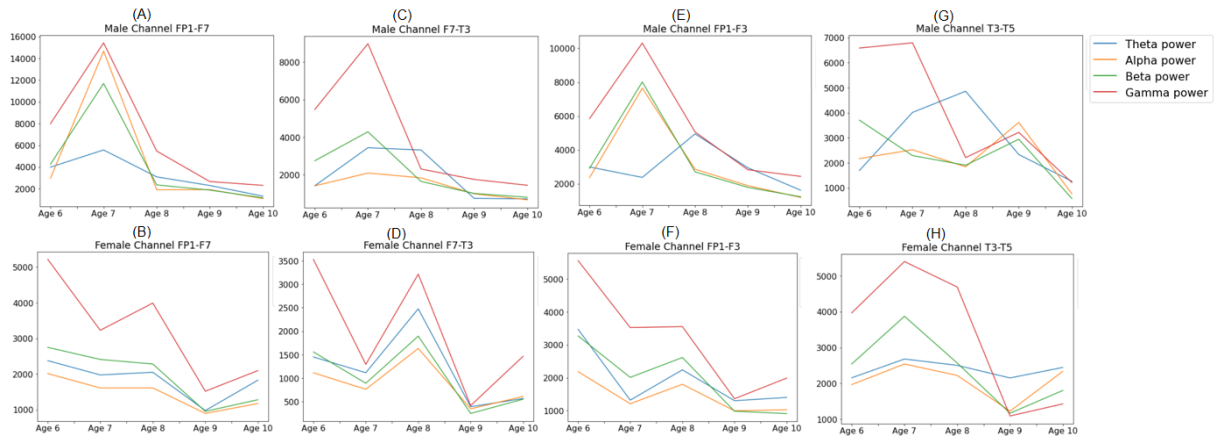 (A)
Male Channel FP1-F7
16000
14000
12000
10000
8000
6000
4000
2000
Age 6 Age 7 Age 8 Age 9 Age 10
(C)
Male Channel F7-T3
8000
6000
4000
2000
Age 6 Age 7 Age 8 Age 9 Age 10
(E)
Male Channel FP1-F3
10000
8000
6000
4000
2000
Age 6 Age 7 Age 8 Age 9 Age 10
(G)
Male Channel T3-T5
7000
6000
5000
4000
3000
2000
1000
Age 6 Age 7 Age 8 Age 9 Age 10
Theta power
Alpha power
Beta power
Gamma power
(B)
Female Channel FP1-F7
5000
4000
3000
2000
1000
Age 6 Age 7 Age 8 Age 9 Age 10
(D)
Female Channel F7-T3
3500
3000
2500
2000
1500
1000
500
Age 6 Age 7 Age 8 Age 9 Age 10
(F)
Female Channel FP1-F3
5000
4000
3000
2000
1000
Age 6 Age 7 Age 8 Age 9 Age 10
(H)
Female Channel T3-T5
5000
4000
3000
2000
1000
Age 6 Age 7 Age 8 Age 9 Age 10